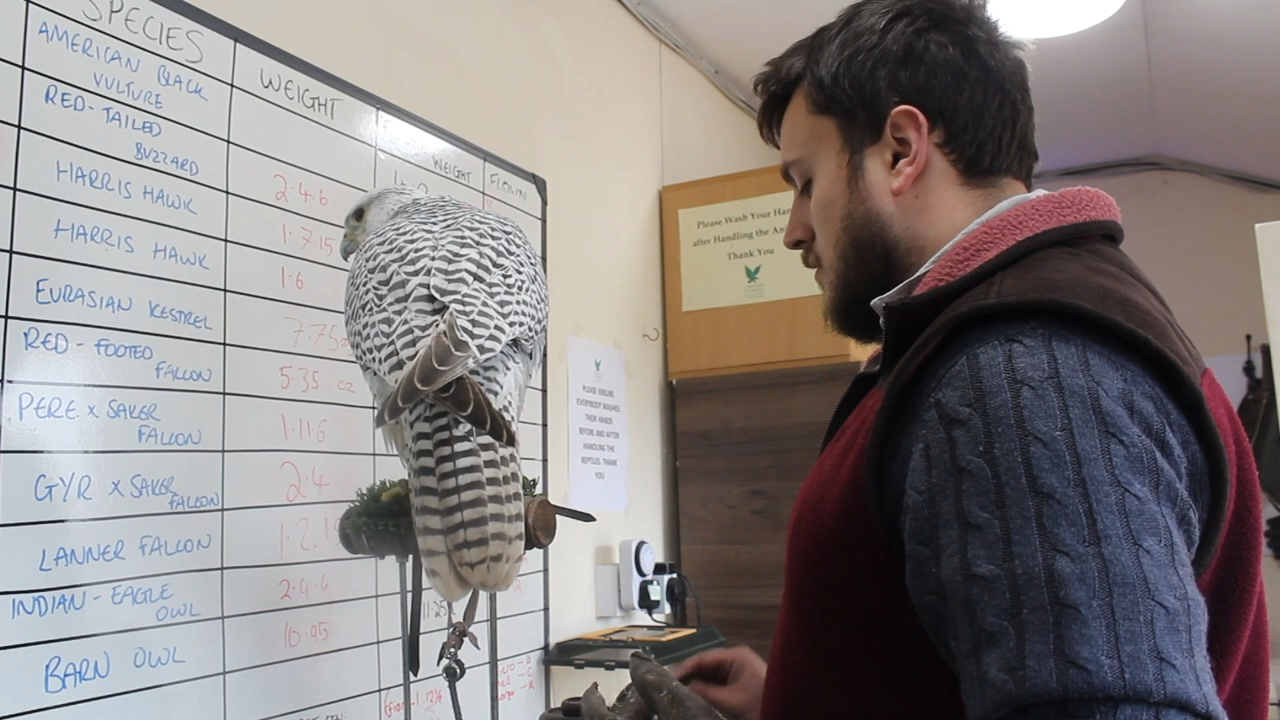 SPECIES
WEIGHT
WEIGHT
FLOWN
AMERICAN BLACK
VULTURE
RED-TAILED
BUZZARD
2.4.6
HARRIS HAWK
1.7.15
HARRIS HAWK
1.6
EURASIAN KESTREL
7.75
RED-FOOTED
FALCON
5.35 oz
PERE x SAKER
FALCON
1.11.6
GYR x SAKER
FALCON
2.4
LANNER FALCON
1.2.1
INDIAN-EAGLE
OWL
2.4.6
BARN OWL
10.95
11.25
Please Wash Your
after Handling the
Thank You
PLEASE ENSURE
EVERYBODY WASHES
THEIR HANDS
BEFORE AND AFTER
HANDLING THE
REPTILES. THANK
YOU